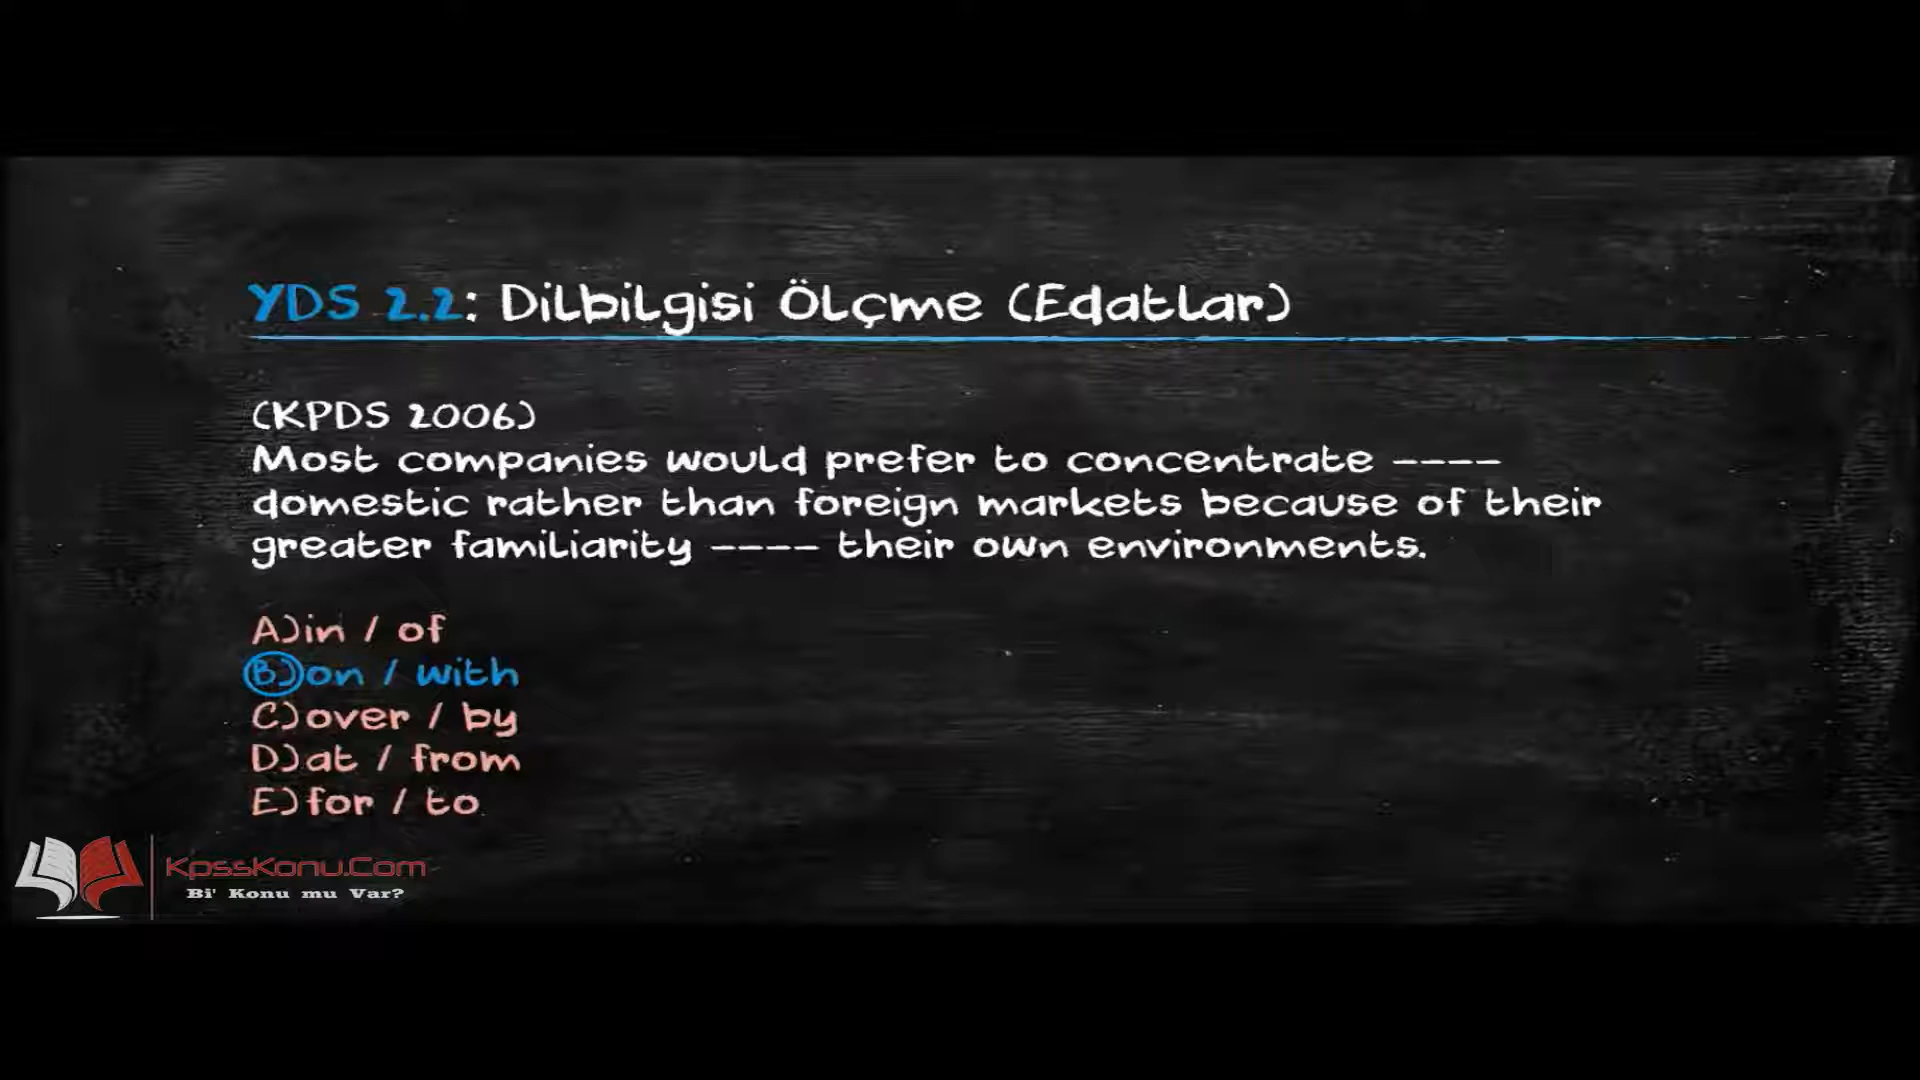 YDS 2.2: Dilbilgisi Ölçme (Edatlar)
(KPDS 2006)
Most companies would prefer to concentrate ----
domestic rather than foreign markets because of their
greater familiarity ---- their own environments.
A)in / of
B)on / with
C)over / by
D)at / from
E)for / to
KpssKonu.Com
Bi' Konu mu Var?